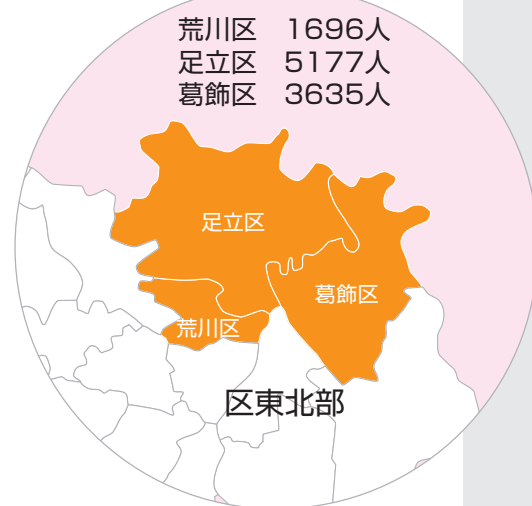 荒川区　1696人
足立区　5177人
葛飾区　3635人
足立区
葛飾区
荒川区
区東北部